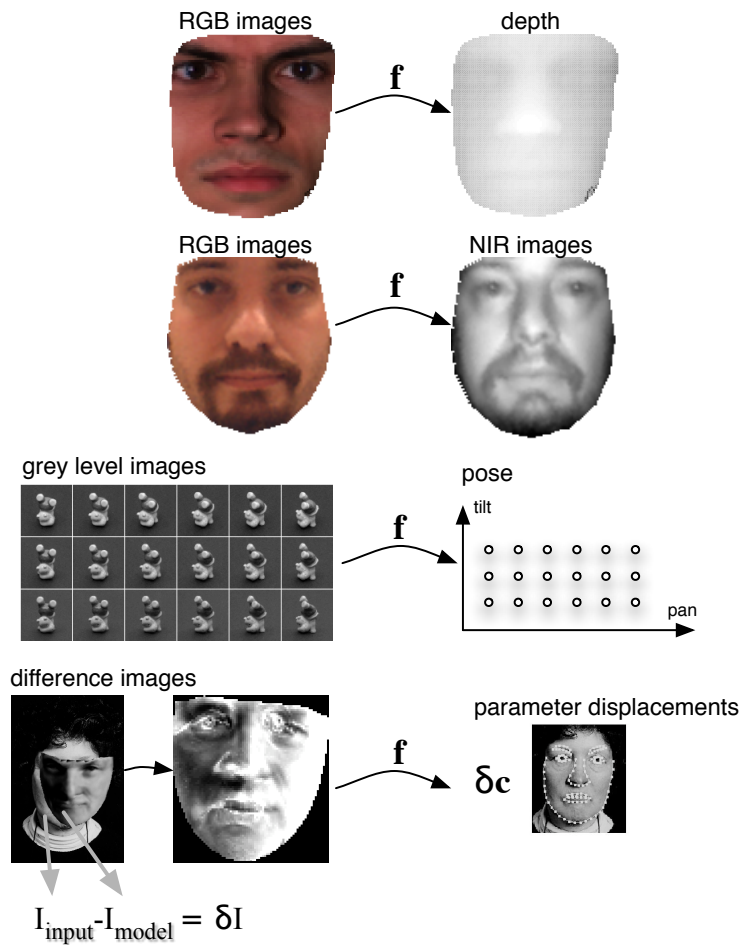 RGB images
depth
f
RGB images
NIR images
f
grey level images
pose
tilt
f
pan
difference images
parameter displacements
f
δc
I_input-I_model = δI